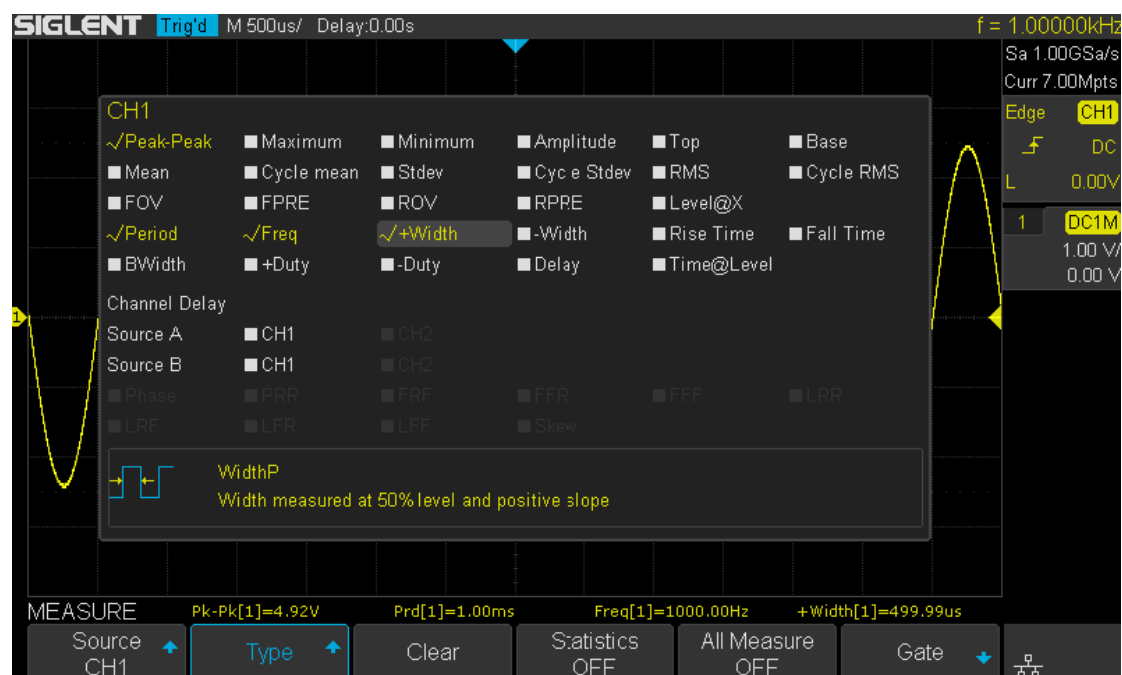 SIGLENT Trig'd M 500us/ Delay:0.00s f = 1.00000kHz
Sa 1.00GSa/s
Curr 7.00Mpts
Edge CH1
DC
L 0.00V
1 DC1M
1.00 V/
0.00 V
CH1
√Peak-Peak Maximum Minimum Amplitude Top Base
Mean Cycle mean Stdev Cyc e Stdev RMS Cycle RMS
FOV FPRE ROV RPRE Level@X
√Period √Freq √+Width -Width Rise Time Fall Time
BWidth +Duty -Duty Delay Time@Level
Channel Delay
Source A CH1 CH2
Source B CH1 CH2
Phase PRR FRF FFR FFF LRR
LRF LFR LFF Skew
WidthP
Width measured at 50% level and positive slope
1
MEASURE Pk-Pk[1]=4.92V Prd[1]=1.00ms Freq[1]=1000.00Hz +Width[1]=499.99us
Source CH1
Type
Clear
Statistics OFF
All Measure OFF
Gate